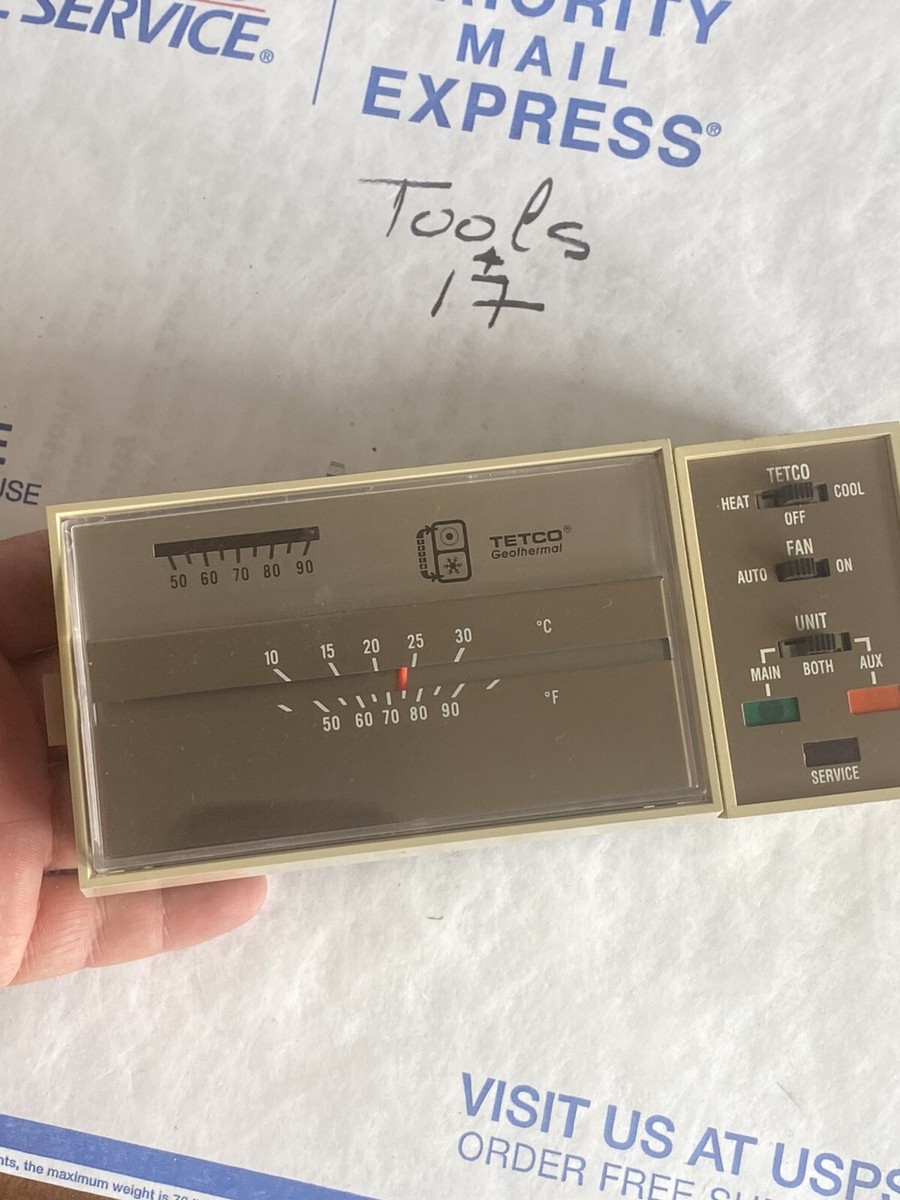 SERVICE®
PRIORITY
MAIL
EXPRESS®
Tools
+
17
USE
50 60 70 80 90
TETCO®
Geothermal
10 15 20 25 30 °C
50 60 70 80 90 °F
TETCO
HEAT COOL
OFF
FAN
AUTO ON
UNIT
MAIN BOTH AUX
SERVICE
VISIT US AT USPS
ORDER FREE
nts, the maximum weight is 70